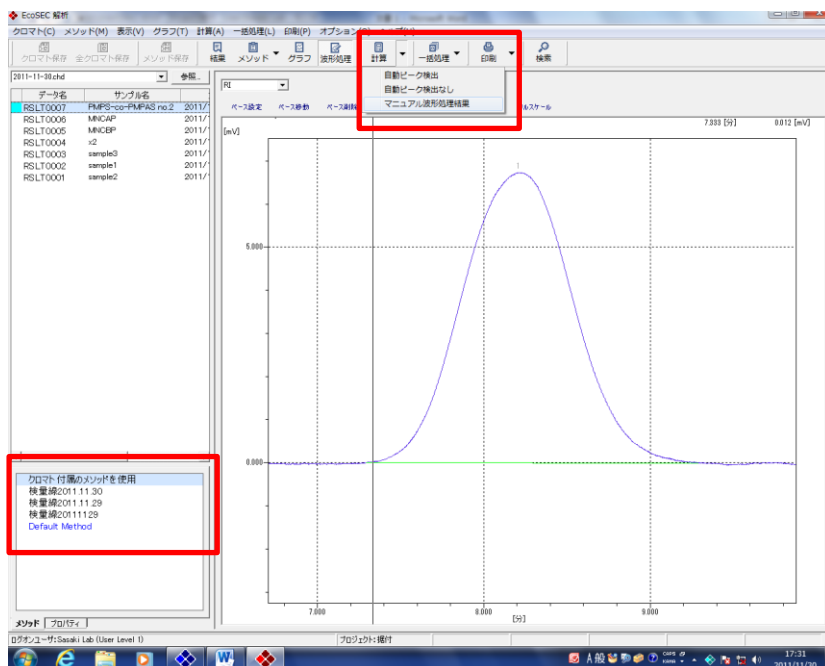 EcoSEC 解析
クロマト(C) メソッド(M) 表示(V) グラフ(T) 計算(A) 一括処理(L) 印刷(P) オプション
クロマト保存 全クロマト保存 メソッド保存 結果 メソッド グラフ 波形処理 計算 一括処理 印刷 検索
2011-11-30.chd 参照..
データ名 サンプル名
RSLT0007 PMPS-co-PMPAS no.2 2011/
RSLT0006 MNCAP 2011/
RSLT0005 MNCBP 2011/
RSLT0004 x2 2011/
RSLT0003 sample3 2011/
RSLT0002 sample1 2011/
RSLT0001 sample2 2011/
クロマト付属のメソッドを使用
検量線2011.11.30
検量線2011.11.29
検量線20111129
Default Method
メソッド プロパティ
RI
自動ピーク検出
自動ピーク検出なし
マニュアル波形処理結果
ベース設定 ベース移動 ベース削除 ルスケール
7.333 [分] 0.012 [mV]
[mV]
5.000
0.000
7.000 8.000 9.000
[分]
ログオンユーザ:Sasaki Lab (User Level 1) プロジェクト:据付
A 般 CAPS KANA 17:31
2011/11/30